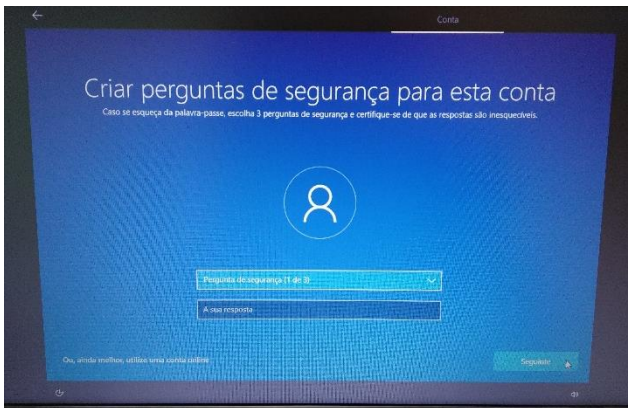 Conta
Criar perguntas de segurança para esta conta
Caso se esqueça da palavra-passe, escolha 3 perguntas de segurança e certifique-se de que as respostas são inesquecíveis.
Pergunta de segurança (1 de 3)
A sua resposta
Ou, ainda melhor, utilize uma conta online
Seguinte